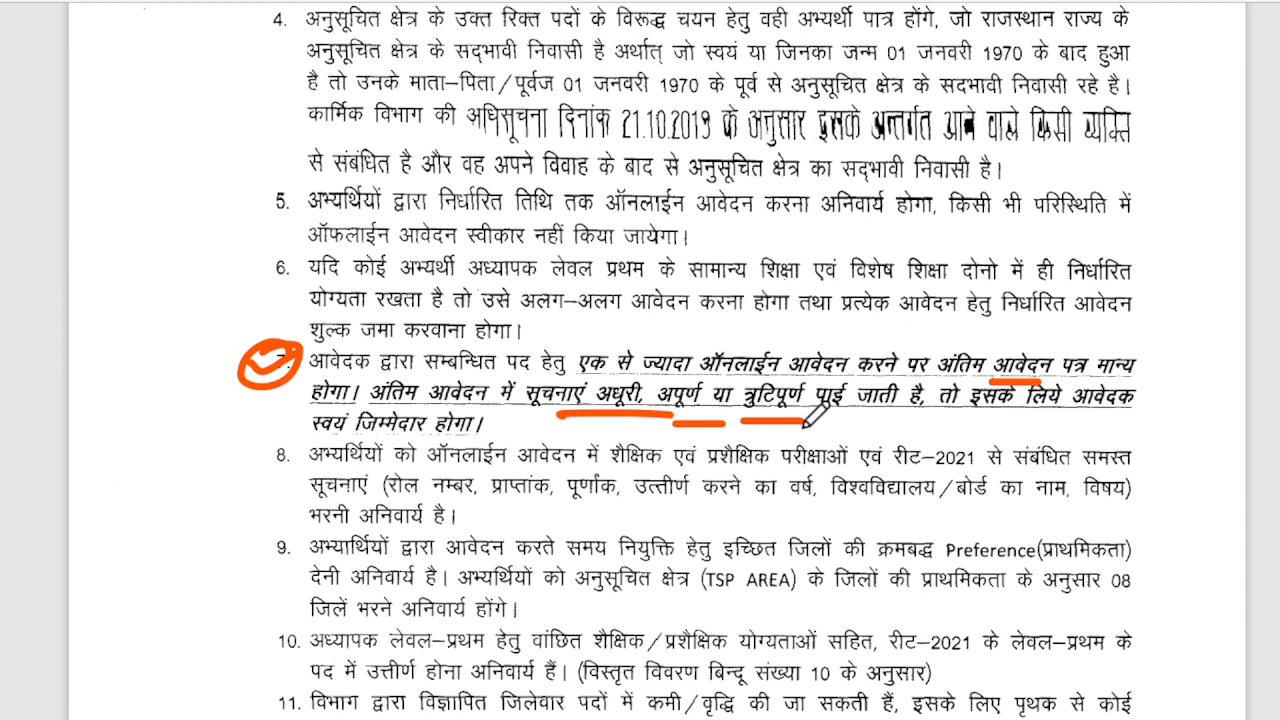 4. अनुसूचित क्षेत्र के उक्त रिक्त पदों के विरूद्ध चयन हेतु वही अभ्यर्थी पात्र होंगे, जो राजस्थान राज्य के
अनुसूचित क्षेत्र के सद्भावी निवासी है अर्थात् जो स्वयं या जिनका जन्म 01 जनवरी 1970 के बाद हुआ
है तो उनके माता–पिता/पूर्वज 01 जनवरी 1970 के पूर्व से अनुसूचित क्षेत्र के सदभावी निवासी रहे है।
कार्मिक विभाग की अधिसूचना दिनांक 21.10.2019 के अनुसार इसके अन्तर्गत आने वाले किसी व्यक्ति
से संबंधित है और वह अपने विवाह के बाद से अनुसूचित क्षेत्र का सद्भावी निवासी है।
5. अभ्यर्थियों द्वारा निर्धारित तिथि तक ऑनलाईन आवेदन करना अनिवार्य होगा, किसी भी परिस्थिति में
ऑफलाईन आवेदन स्वीकार नहीं किया जायेगा।
6. यदि कोई अभ्यर्थी अध्यापक लेवल प्रथम के सामान्य शिक्षा एवं विशेष शिक्षा दोनो में ही निर्धारित
योग्यता रखता है तो उसे अलग–अलग आवेदन करना होगा तथा प्रत्येक आवेदन हेतु निर्धारित आवेदन
शुल्क जमा करवाना होगा।
7. आवेदक द्वारा सम्बन्धित पद हेतु एक से ज्यादा ऑनलाईन आवेदन करने पर अंतिम आवेदन पत्र मान्य
होगा। अंतिम आवेदन में सूचनाएं अधूरी, अपूर्ण या त्रुटिपूर्ण पाई जाती है, तो इसके लिये आवेदक
स्वयं जिम्मेदार होगा।
8. अभ्यर्थियों को ऑनलाईन आवेदन में शैक्षिक एवं प्रशैक्षिक परीक्षाओं एवं रीट–2021 से संबंधित समस्त
सूचनाएं (रोल नम्बर, प्राप्तांक, पूर्णांक, उत्तीर्ण करने का वर्ष, विश्वविद्यालय/बोर्ड का नाम, विषय)
भरनी अनिवार्य है।
9. अभ्यार्थियों द्वारा आवेदन करते समय नियुक्ति हेतु इच्छित जिलों की क्रमबद्ध Preference(प्राथमिकता)
देनी अनिवार्य है। अभ्यर्थियों को अनुसूचित क्षेत्र (TSP AREA) के जिलों की प्राथमिकता के अनुसार 08
जिलें भरने अनिवार्य होंगे।
10. अध्यापक लेवल–प्रथम हेतु वांछित शैक्षिक/प्रशैक्षिक योग्यताओं सहित, रीट–2021 के लेवल–प्रथम के
पद में उत्तीर्ण होना अनिवार्य हैं। (विस्तृत विवरण बिन्दू संख्या 10 के अनुसार)
11. विभाग द्वारा विज्ञापित जिलेवार पदों में कमी/वृद्धि की जा सकती हैं, इसके लिए पृथक से कोई